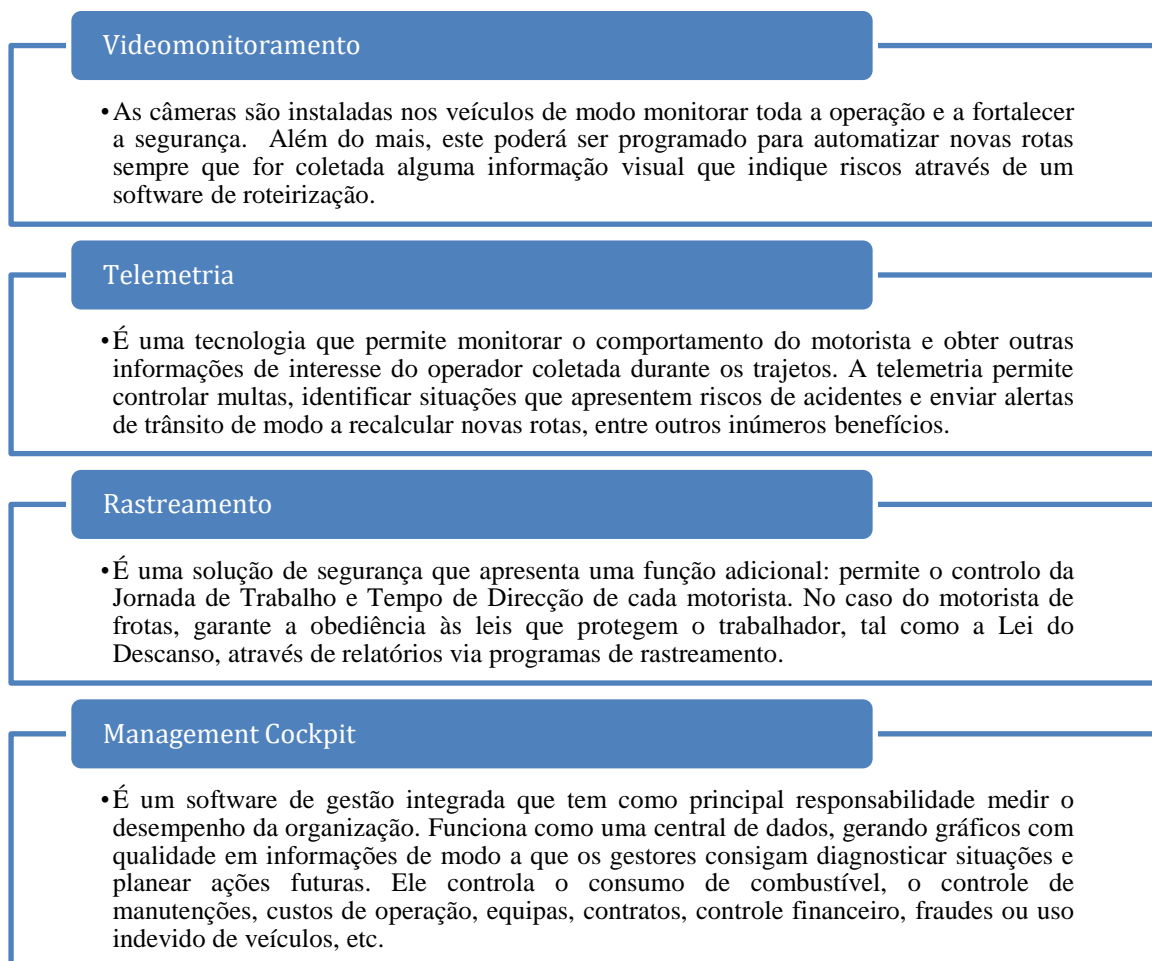 Videomonitoramento
•As câmeras são instaladas nos veículos de modo monitorar toda a operação e a fortalecer
a segurança. Além do mais, este poderá ser programado para automatizar novas rotas
sempre que for coletada alguma informação visual que indique riscos através de um
software de roteirização.
Telemetria
•É uma tecnologia que permite monitorar o comportamento do motorista e obter outras
informações de interesse do operador coletada durante os trajetos. A telemetria permite
controlar multas, identificar situações que apresentem riscos de acidentes e enviar alertas
de trânsito de modo a recalcular novas rotas, entre outros inúmeros benefícios.
Rastreamento
•É uma solução de segurança que apresenta uma função adicional: permite o controlo da
Jornada de Trabalho e Tempo de Direcção de cada motorista. No caso do motorista de
frotas, garante a obediência às leis que protegem o trabalhador, tal como a Lei do
Descanso, através de relatórios via programas de rastreamento.
Management Cockpit
•É um software de gestão integrada que tem como principal responsabilidade medir o
desempenho da organização. Funciona como uma central de dados, gerando gráficos com
qualidade em informações de modo a que os gestores consigam diagnosticar situações e
planear ações futuras. Ele controla o consumo de combustível, o controle de
manutenções, custos de operação, equipas, contratos, controle financeiro, fraudes ou uso
indevido de veículos, etc.